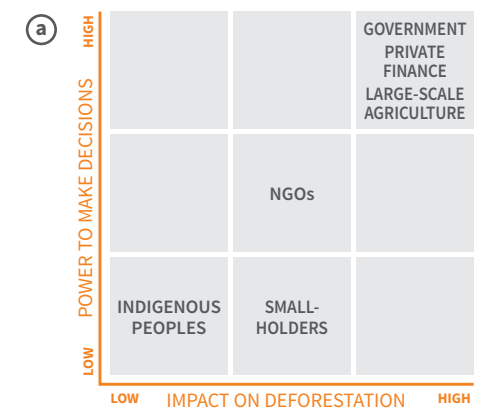 a
HIGH
POWER TO MAKE DECISIONS
LOW
GOVERNMENT
PRIVATE
FINANCE
LARGE-SCALE
AGRICULTURE
NGOs
INDIGENOUS
PEOPLES
SMALL-
HOLDERS
LOW
IMPACT ON DEFORESTATION
HIGH